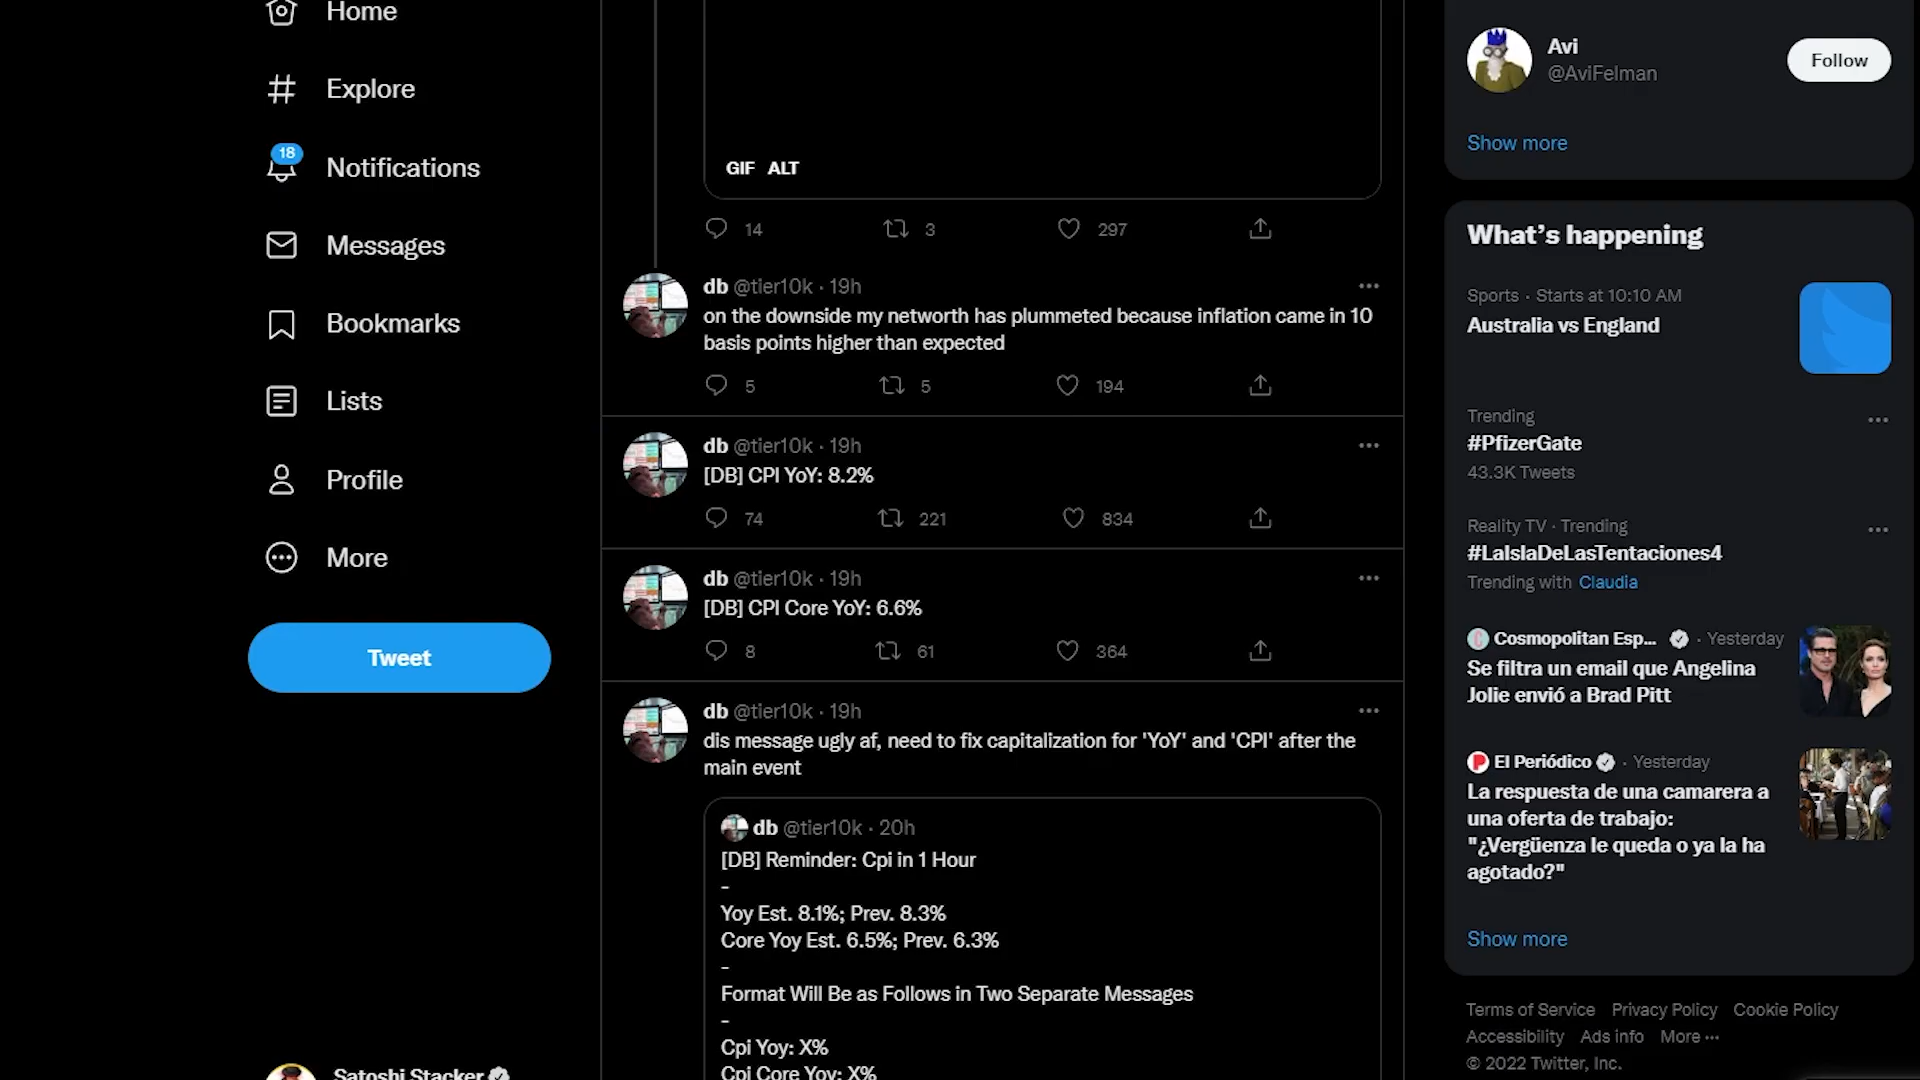 Home
Explore
18
Notifications
Messages
Bookmarks
Lists
Profile
More
Tweet
Satoshi Stacker
GIF ALT
14 3 297
db @tier10k · 19h
on the downside my networth has plummeted because inflation came in 10
basis points higher than expected
5 5 194
db @tier10k · 19h
[DB] CPI YoY: 8.2%
74 221 834
db @tier10k · 19h
[DB] CPI Core YoY: 6.6%
8 61 364
db @tier10k · 19h
dis message ugly af, need to fix capitalization for 'YoY' and 'CPI' after the
main event
db @tier10k · 20h
[DB] Reminder: Cpi in 1 Hour
-
Yoy Est. 8.1%; Prev. 8.3%
Core Yoy Est. 6.5%; Prev. 6.3%
-
Format Will Be as Follows in Two Separate Messages
-
Cpi Yoy: X%
Cpi Core Yoy: X%
Avi
@AviFelman
Follow
Show more
What's happening
Sports · Starts at 10:10 AM
Australia vs England
Trending
#PfizerGate
43.3K Tweets
Reality TV · Trending
#LaIslaDeLasTentaciones4
Trending with Claudia
Cosmopolitan Esp... · Yesterday
Se filtra un email que Angelina
Jolie envió a Brad Pitt
El Periódico · Yesterday
La respuesta de una camarera a
una oferta de trabajo:
"¿Vergüenza le queda o ya la ha
agotado?"
Show more
Terms of Service Privacy Policy Cookie Policy
Accessibility Ads info More ···
© 2022 Twitter, Inc.